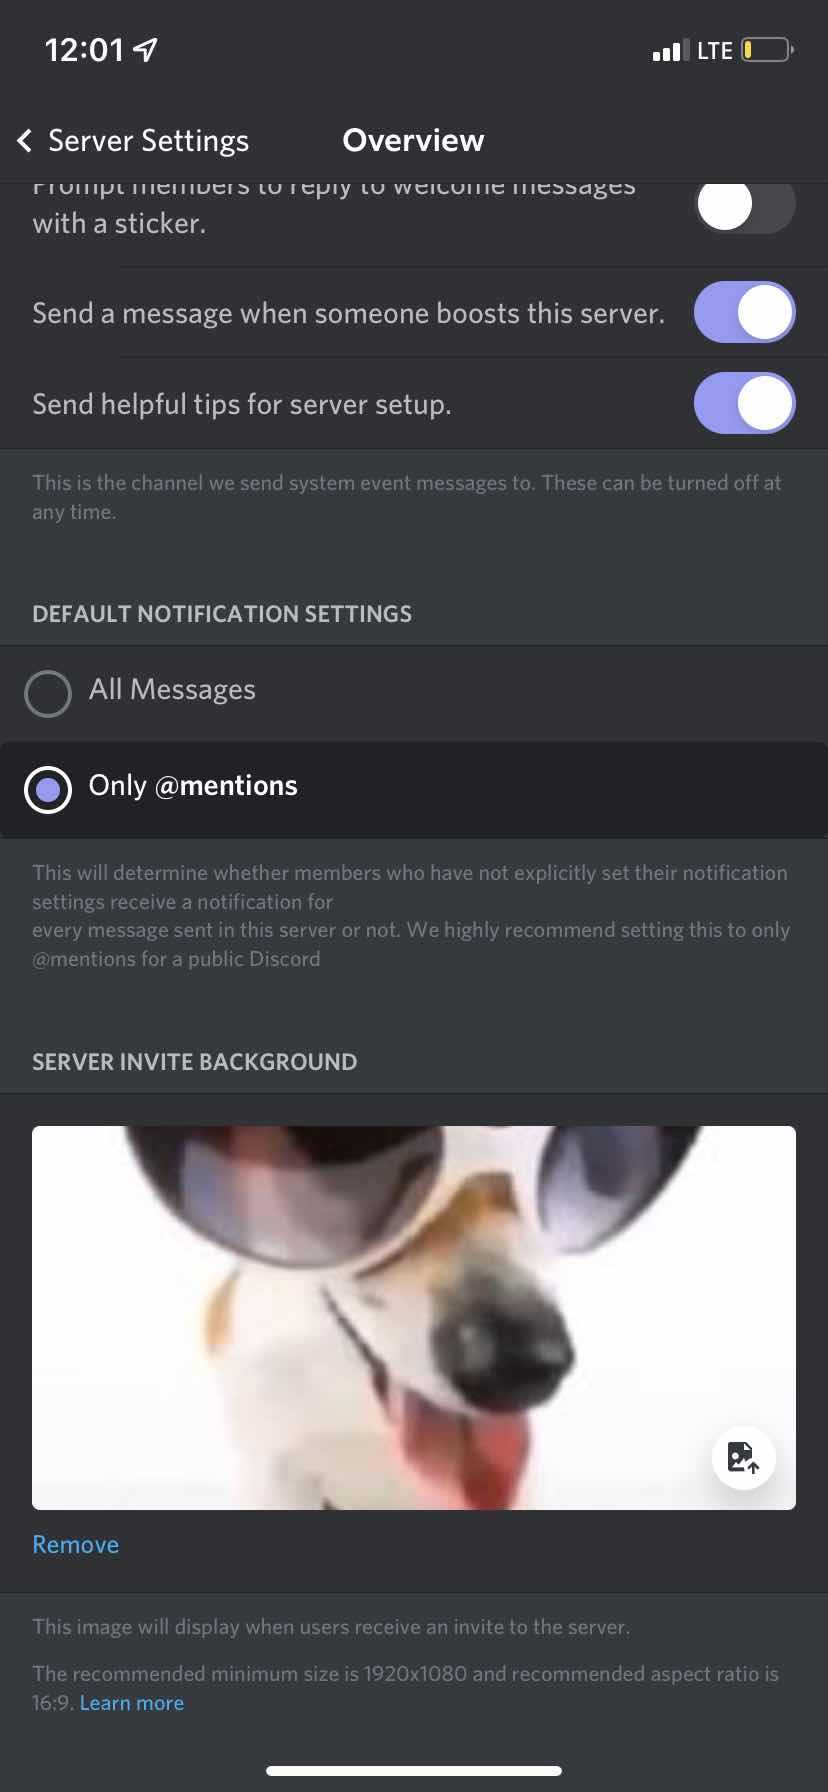 12:01
LTE
Server Settings
Overview
Prompt members to reply to welcome messages
with a sticker.
Send a message when someone boosts this server.
Send helpful tips for server setup.
This is the channel we send system event messages to. These can be turned off at
any time.
DEFAULT NOTIFICATION SETTINGS
All Messages
Only @mentions
This will determine whether members who have not explicitly set their notification
settings receive a notification for
every message sent in this server or not. We highly recommend setting this to only
@mentions for a public Discord
SERVER INVITE BACKGROUND
Remove
This image will display when users receive an invite to the server.
The recommended minimum size is 1920x1080 and recommended aspect ratio is
16:9. Learn more